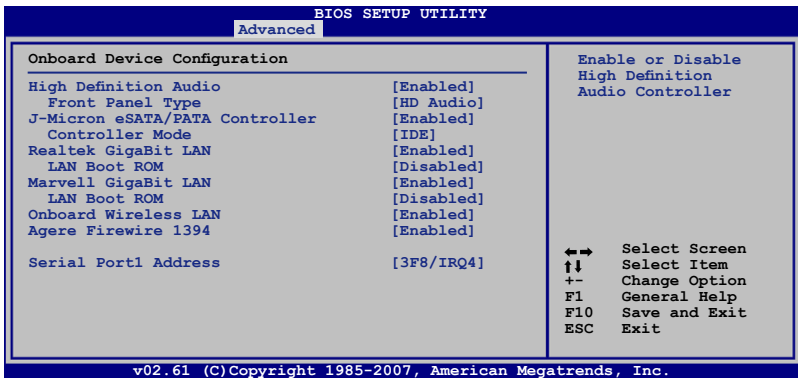 BIOS SETUP UTILITY
Advanced
Onboard Device Configuration
High Definition Audio [Enabled]
Front Panel Type [HD Audio]
J-Micron eSATA/PATA Controller [Enabled]
Controller Mode [IDE]
Realtek GigaBit LAN [Enabled]
LAN Boot ROM [Disabled]
Marvell GigaBit LAN [Enabled]
LAN Boot ROM [Disabled]
Onboard Wireless LAN [Enabled]
Agere Firewire 1394 [Enabled]
Serial Port1 Address [3F8/IRQ4]
Enable or Disable
High Definition
Audio Controller
←→ Select Screen
↑↓ Select Item
+- Change Option
F1 General Help
F10 Save and Exit
ESC Exit
v02.61 (C)Copyright 1985-2007, American Megatrends, Inc.